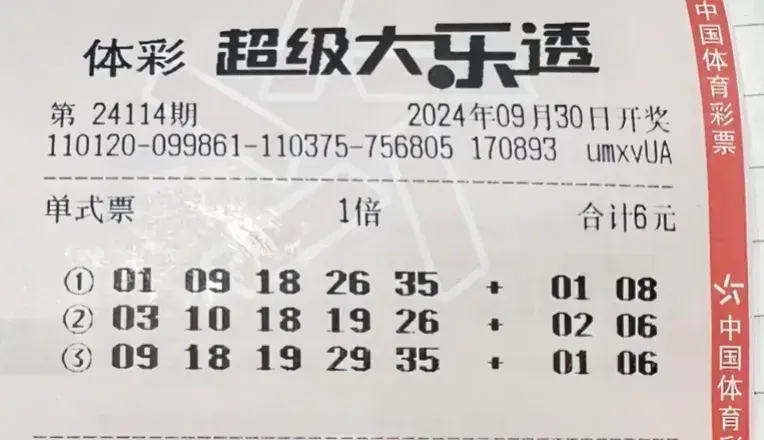 体彩 超级大乐透
第 24114期 2024年09月30日开奖
110120-099861-110375-756805 170893 umxvUA
单式票 1倍 合计6元
① 01 09 18 26 35 + 01 08
② 03 10 18 19 26 + 02 06
③ 09 18 19 29 35 + 01 06
中国体育彩票
中国体育彩